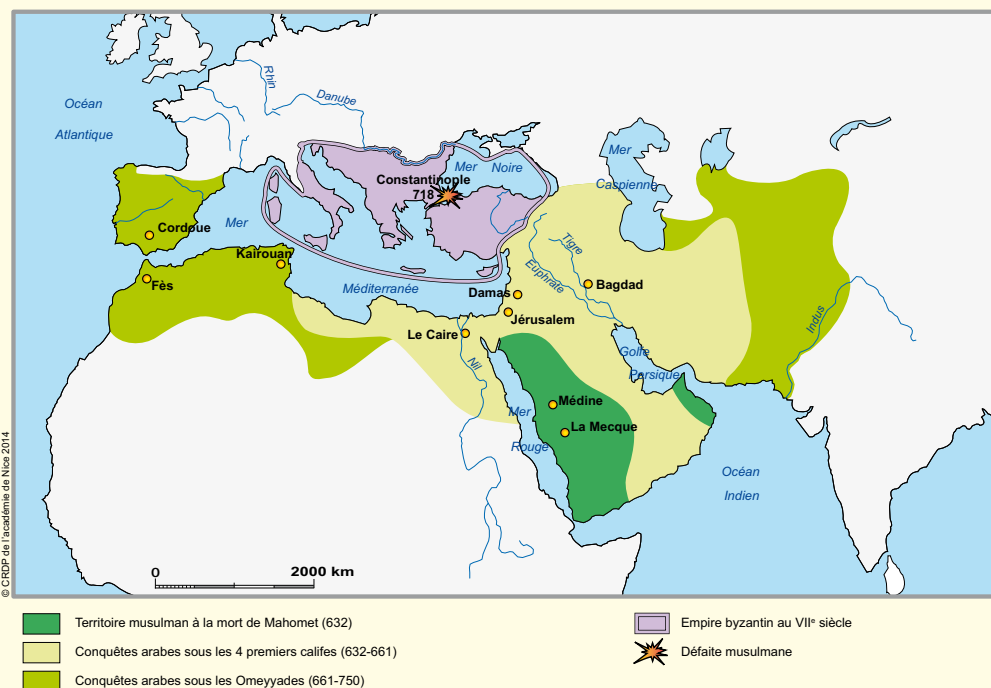 Océan
Atlantique
Rhin
Danube
Mer Noire
Constantinople
718
Mer
Caspienne
Cordoue
Mer
Kairouan
Fès
Méditerranée
Tigre
Euphrate
Bagdad
Damas
Jérusalem
Le Caire
Nil
Golfe
Persique
Indus
Médine
La Mecque
Mer
Rouge
Océan
Indien
0 2000 km
© CRDP de l'académie de Nice 2014
Territoire musulman à la mort de Mahomet (632)
Conquêtes arabes sous les 4 premiers califes (632-661)
Conquêtes arabes sous les Omeyyades (661-750)
Empire byzantin au VIIe siècle
Défaite musulmane